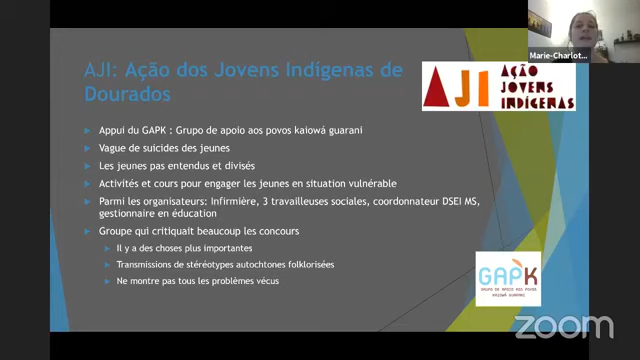 Marie-Charlot...
AJI: Ação dos Jovens Indígenas de
Dourados
AJI AÇÃO
JOVENS
INDÍGENAS
Appui du GAPK : Grupo de apoio aos povos kaiowá guarani
Vague de suicides des jeunes
Les jeunes pas entendus et divisés
Activités et cours pour engager les jeunes en situation vulnérable
Parmi les organisateurs: Infirmière, 3 travailleuses sociales, coordonnateur DSEI MS,
gestionnaire en éducation
Groupe qui critiquait beaucoup les concours
Il y a des choses plus importantes
Transmissions de stéréotypes autochtones folklorisées
Ne montre pas tous les problèmes vécus
GAPK
GRUPO DE APOIO AOS POVOS
KAIOWÁ GUARANI
zoom